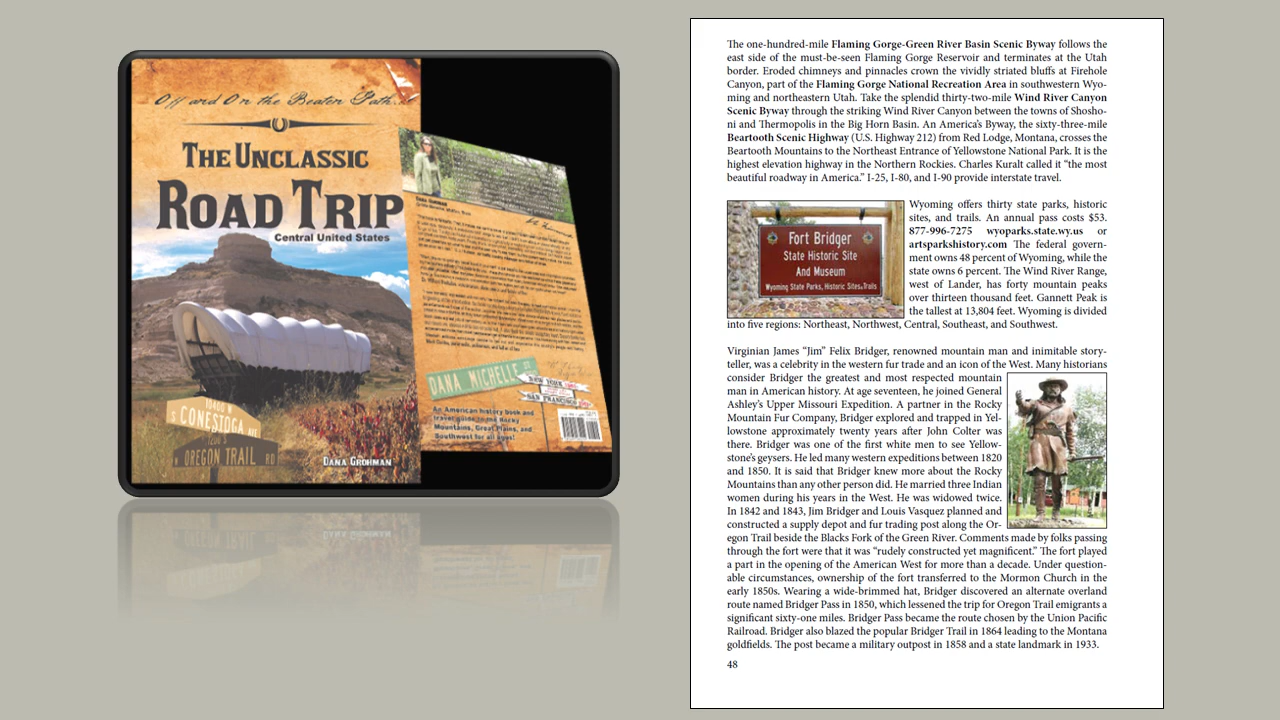 Off and On the Beaten Path...
THE UNCLASSIC
ROAD TRIP
Central United States
10400 W
S CONESTOGA AVE
1200 S
W OREGON TRAIL RD
DANA GROHMAN
DANA MICHELLE ST
NEW YORK
SAN FRANCISCO
An American history book and
travel guide to the Rocky
Mountains, Great Plains, and
Southwest for all ages!
The one-hundred-mile Flaming Gorge-Green River Basin Scenic Byway follows the
east side of the must-be-seen Flaming Gorge Reservoir and terminates at the Utah
border. Eroded chimneys and pinnacles crown the vividly striated bluffs at Firehole
Canyon, part of the Flaming Gorge National Recreation Area in southwestern Wyo-
ming and northeastern Utah. Take the splendid thirty-two-mile Wind River Canyon
Scenic Byway through the striking Wind River Canyon between the towns of Shosho-
ni and Thermopolis in the Big Horn Basin. An America's Byway, the sixty-three-mile
Beartooth Scenic Highway (U.S. Highway 212) from Red Lodge, Montana, crosses the
Beartooth Mountains to the Northeast Entrance of Yellowstone National Park. It is the
highest elevation highway in the Northern Rockies. Charles Kuralt called it "the most
beautiful roadway in America." I-25, I-80, and I-90 provide interstate travel.
Fort Bridger
State Historic Site
And Museum
Wyoming State Parks, Historic Sites & Trails
Wyoming offers thirty state parks, historic
sites, and trails. An annual pass costs $53.
877-996-7275 wyoparks.state.wy.us or
artsparkshistory.com The federal govern-
ment owns 48 percent of Wyoming, while the
state owns 6 percent. The Wind River Range,
west of Lander, has forty mountain peaks
over thirteen thousand feet. Gannett Peak is
the tallest at 13,804 feet. Wyoming is divided
into five regions: Northeast, Northwest, Central, Southeast, and Southwest.
Virginian James "Jim" Felix Bridger, renowned mountain man and inimitable story-
teller, was a celebrity in the western fur trade and an icon of the West. Many historians
consider Bridger the greatest and most respected mountain
man in American history. At age seventeen, he joined General
Ashley's Upper Missouri Expedition. A partner in the Rocky
Mountain Fur Company, Bridger explored and trapped in Yel-
lowstone approximately twenty years after John Colter was
there. Bridger was one of the first white men to see Yellow-
stone's geysers. He led many western expeditions between 1820
and 1850. It is said that Bridger knew more about the Rocky
Mountains than any other person did. He married three Indian
women during his years in the West. He was widowed twice.
In 1842 and 1843, Jim Bridger and Louis Vasquez planned and
constructed a supply depot and fur trading post along the Or-
egon Trail beside the Blacks Fork of the Green River. Comments made by folks passing
through the fort were that it was "rudely constructed yet magnificent." The fort played
a part in the opening of the American West for more than a decade. Under question-
able circumstances, ownership of the fort transferred to the Mormon Church in the
early 1850s. Wearing a wide-brimmed hat, Bridger discovered an alternate overland
route named Bridger Pass in 1850, which lessened the trip for Oregon Trail emigrants a
significant sixty-one miles. Bridger Pass became the route chosen by the Union Pacific
Railroad. Bridger also blazed the popular Bridger Trail in 1864 leading to the Montana
goldfields. The post became a military outpost in 1858 and a state landmark in 1933.
48